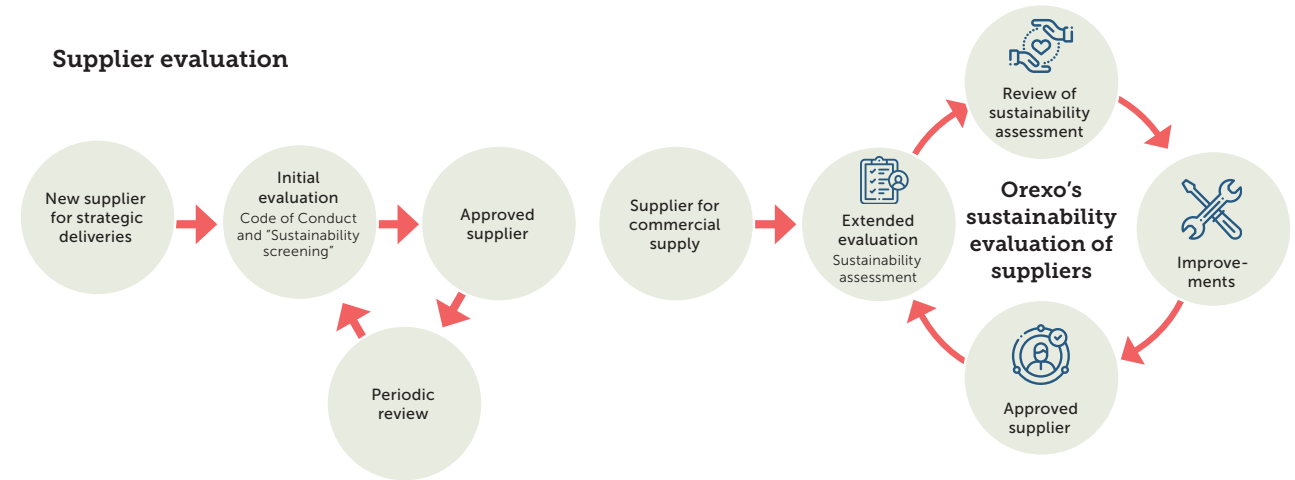 Supplier evaluation
New supplier
for strategic
deliveries
Initial
evaluation
Code of Conduct
and “Sustainability
screening”
Approved
supplier
Periodic
review
Supplier for
commercial
supply
Extended
evaluation
Sustainability
assessment
Review of
sustainability
assessment
Orexo’s
sustainability
evaluation of
suppliers
Improve-
ments
Approved
supplier